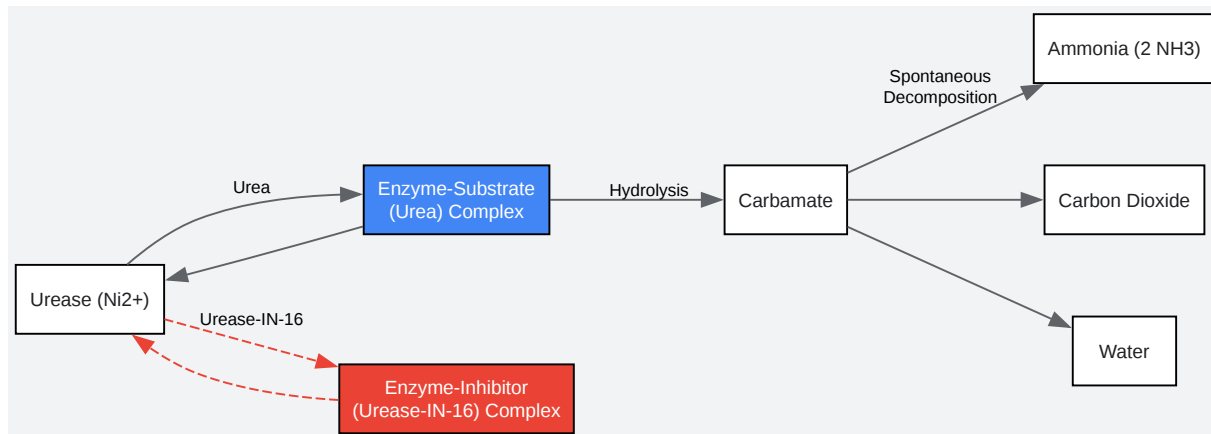 Ammonia (2 NH3)
Spontaneous
Decomposition
Urea
Enzyme-Substrate
(Urea) Complex
Hydrolysis
Carbamate
Carbon Dioxide
Urease (Ni2+)
Urease-IN-16
Water
Enzyme-Inhibitor
(Urease-IN-16) Complex